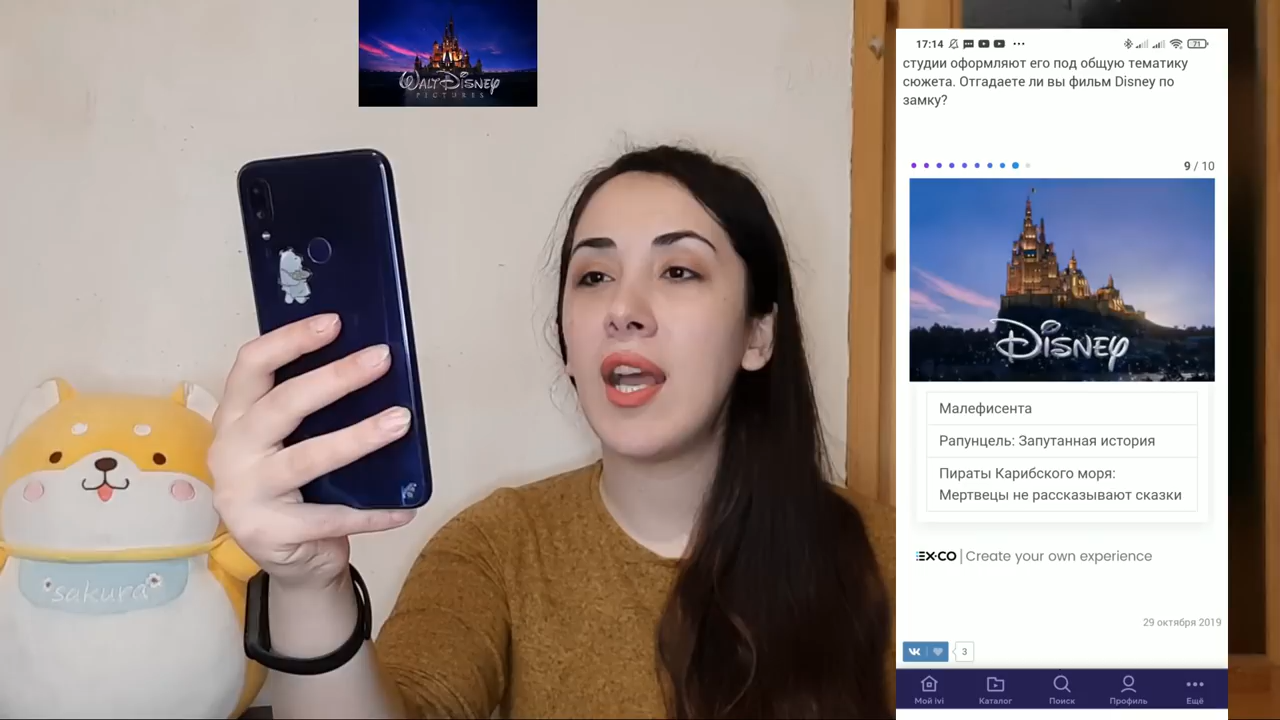 WALT DISNEY
PICTURES
sakura
17:14
71
студии оформляют его под общую тематику
сюжета. Отгадаете ли вы фильм Disney по
замку?
9 / 10
Disney
Малефисента
Рапунцель: Запутанная история
Пираты Карибского моря:
Мертвецы не рассказывают сказки
EX·CO | Create your own experience
29 октября 2019
3
Мой ivi
Каталог
Поиск
Профиль
Ещё